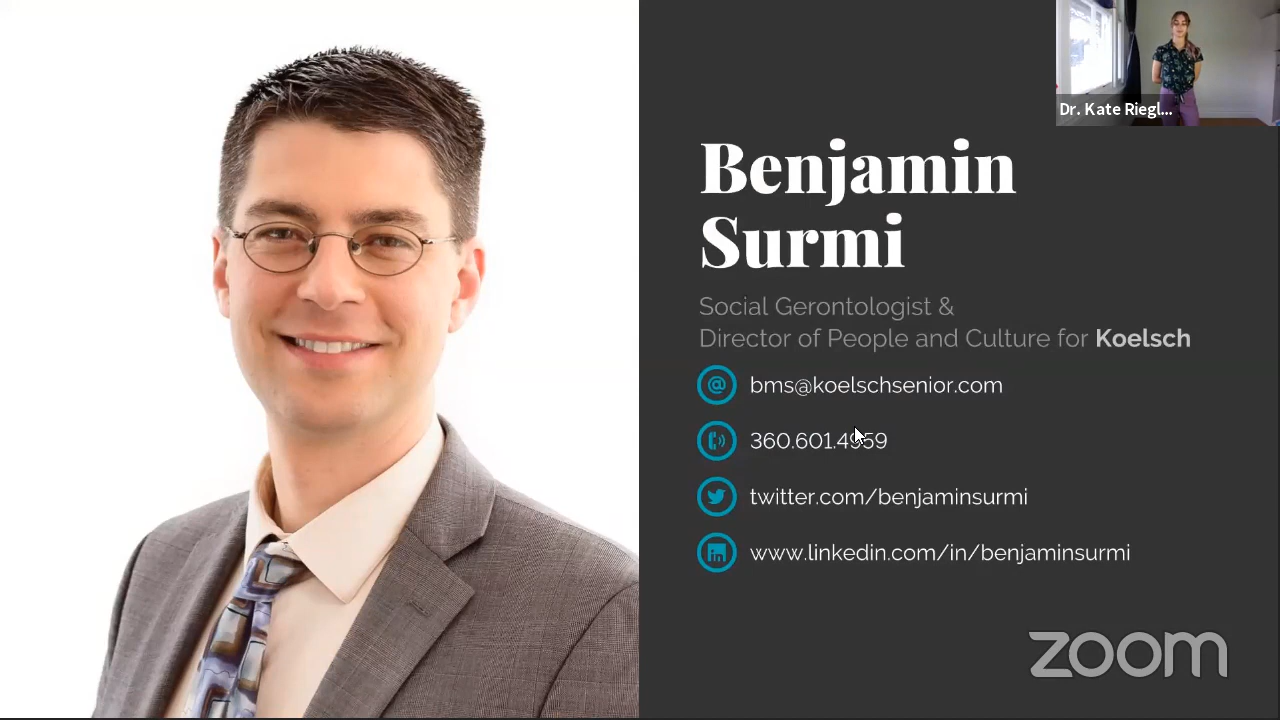 Dr. Kate Riegl...
Benjamin
Surmi
Social Gerontologist &
Director of People and Culture for Koelsch
bms@koelschsenior.com
360.601.4959
twitter.com/benjaminsurmi
www.linkedin.com/in/benjaminsurmi
zoom